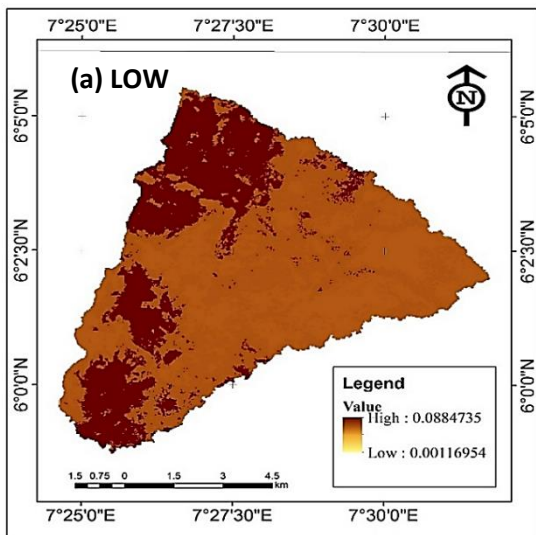 7°25'0"E 7°27'30"E 7°30'0"E
(a) LOW
N
6°5'0"N 6°5'0"N
6°2'30"N 6°2'30"N
6°0'0"N 6°0'0"N
Legend
Value
High : 0.0884735
Low : 0.00116954
1.5 0.75 0 1.5 3 4.5
km
7°25'0"E 7°27'30"E 7°30'0"E